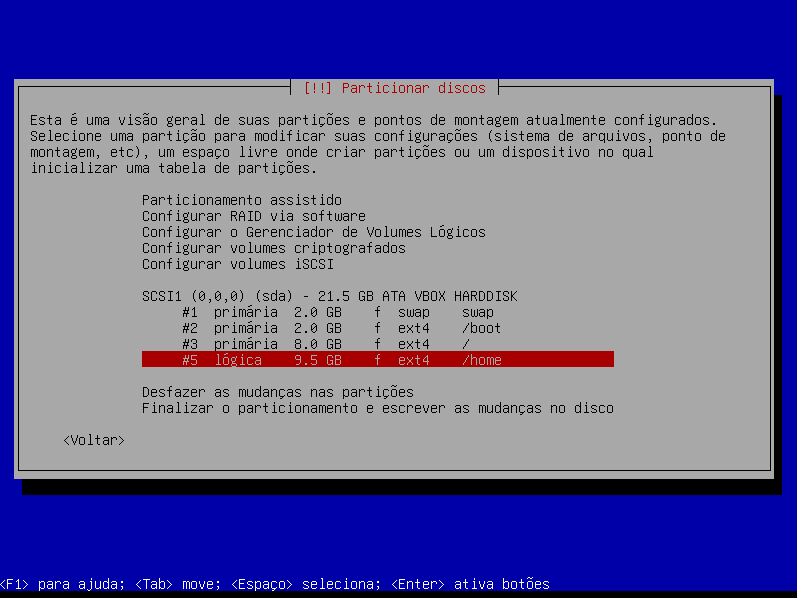 [!!] Particionar discos
Esta é uma visão geral de suas partições e pontos de montagem atualmente configurados.
Selecione uma partição para modificar suas configurações (sistema de arquivos, ponto de
montagem, etc), um espaço livre onde criar partições ou um dispositivo no qual
inicializar uma tabela de partições.
Particionamento assistido
Configurar RAID via software
Configurar o Gerenciador de Volumes Lógicos
Configurar volumes criptografados
Configurar volumes iSCSI
SCSI1 (0,0,0) (sda) - 21.5 GB ATA VBOX HARDDISK
#1 primária 2.0 GB f swap swap
#2 primária 2.0 GB f ext4 /boot
#3 primária 8.0 GB f ext4 /
#5 lógica 9.5 GB f ext4 /home
Desfazer as mudanças nas partições
Finalizar o particionamento e escrever as mudanças no disco
<Voltar>
<F1> para ajuda; <Tab> move; <Espaço> seleciona; <Enter> ativa botões